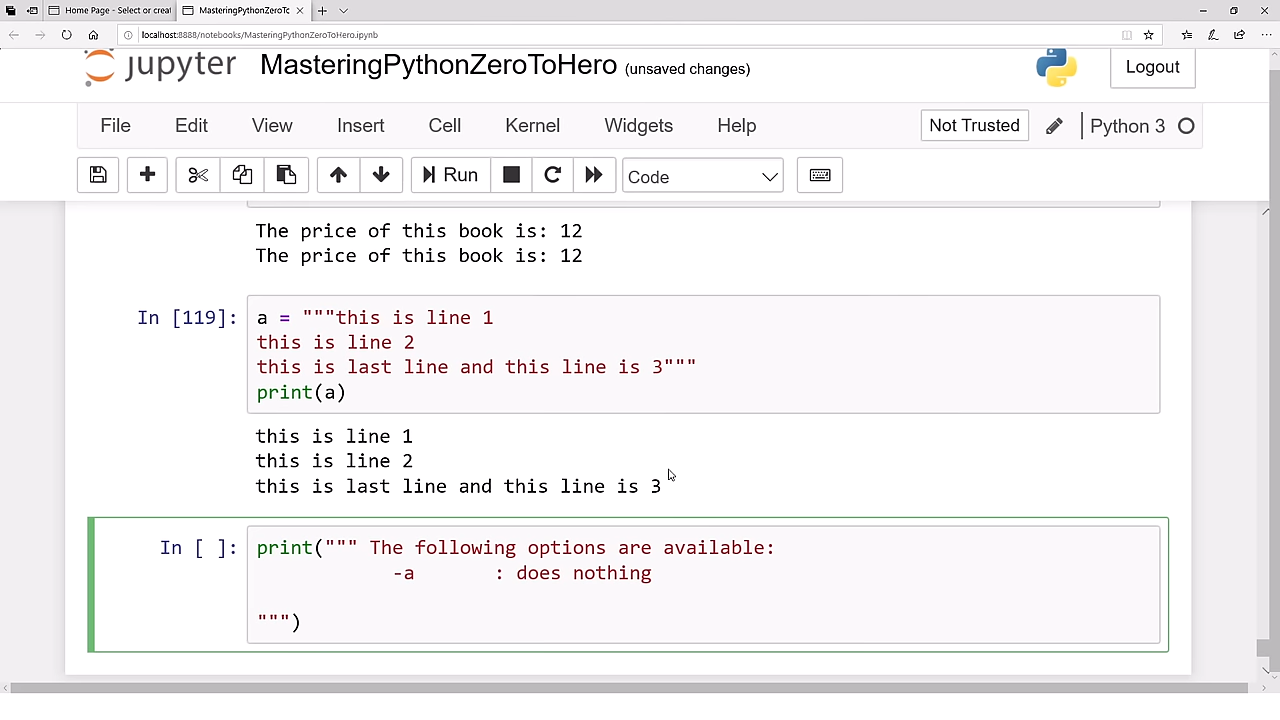 Home Page - Select or creat
MasteringPythonZeroToC
localhost:8888/notebooks/MasteringPythonZeroToHero.ipynb
jupyter MasteringPythonZeroToHero (unsaved changes)
Logout
File Edit View Insert Cell Kernel Widgets Help
Not Trusted Python 3
Run Code
The price of this book is: 12
The price of this book is: 12
In [119]: a = """this is line 1
this is line 2
this is last line and this line is 3"""
print(a)
this is line 1
this is line 2
this is last line and this line is 3
In [ ]: print(""" The following options are available:
-a : does nothing
""")